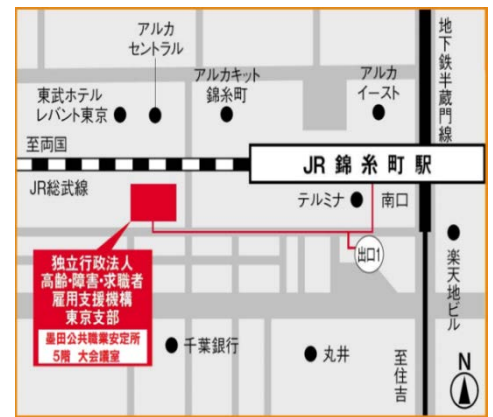 アルカ
セントラル
東武ホテル
レバント東京
アルカキット
錦糸町
アルカ
イースト
地下鉄半蔵門線
至両国
JR 錦糸町駅
JR総武線
テルミナ
南口
出口1
楽天地ビル
独立行政法人
高齢・障害・求職者
雇用支援機構
東京支部
墨田公共職業安定所
5階 大会議室
千葉銀行
丸井
至住吉
N